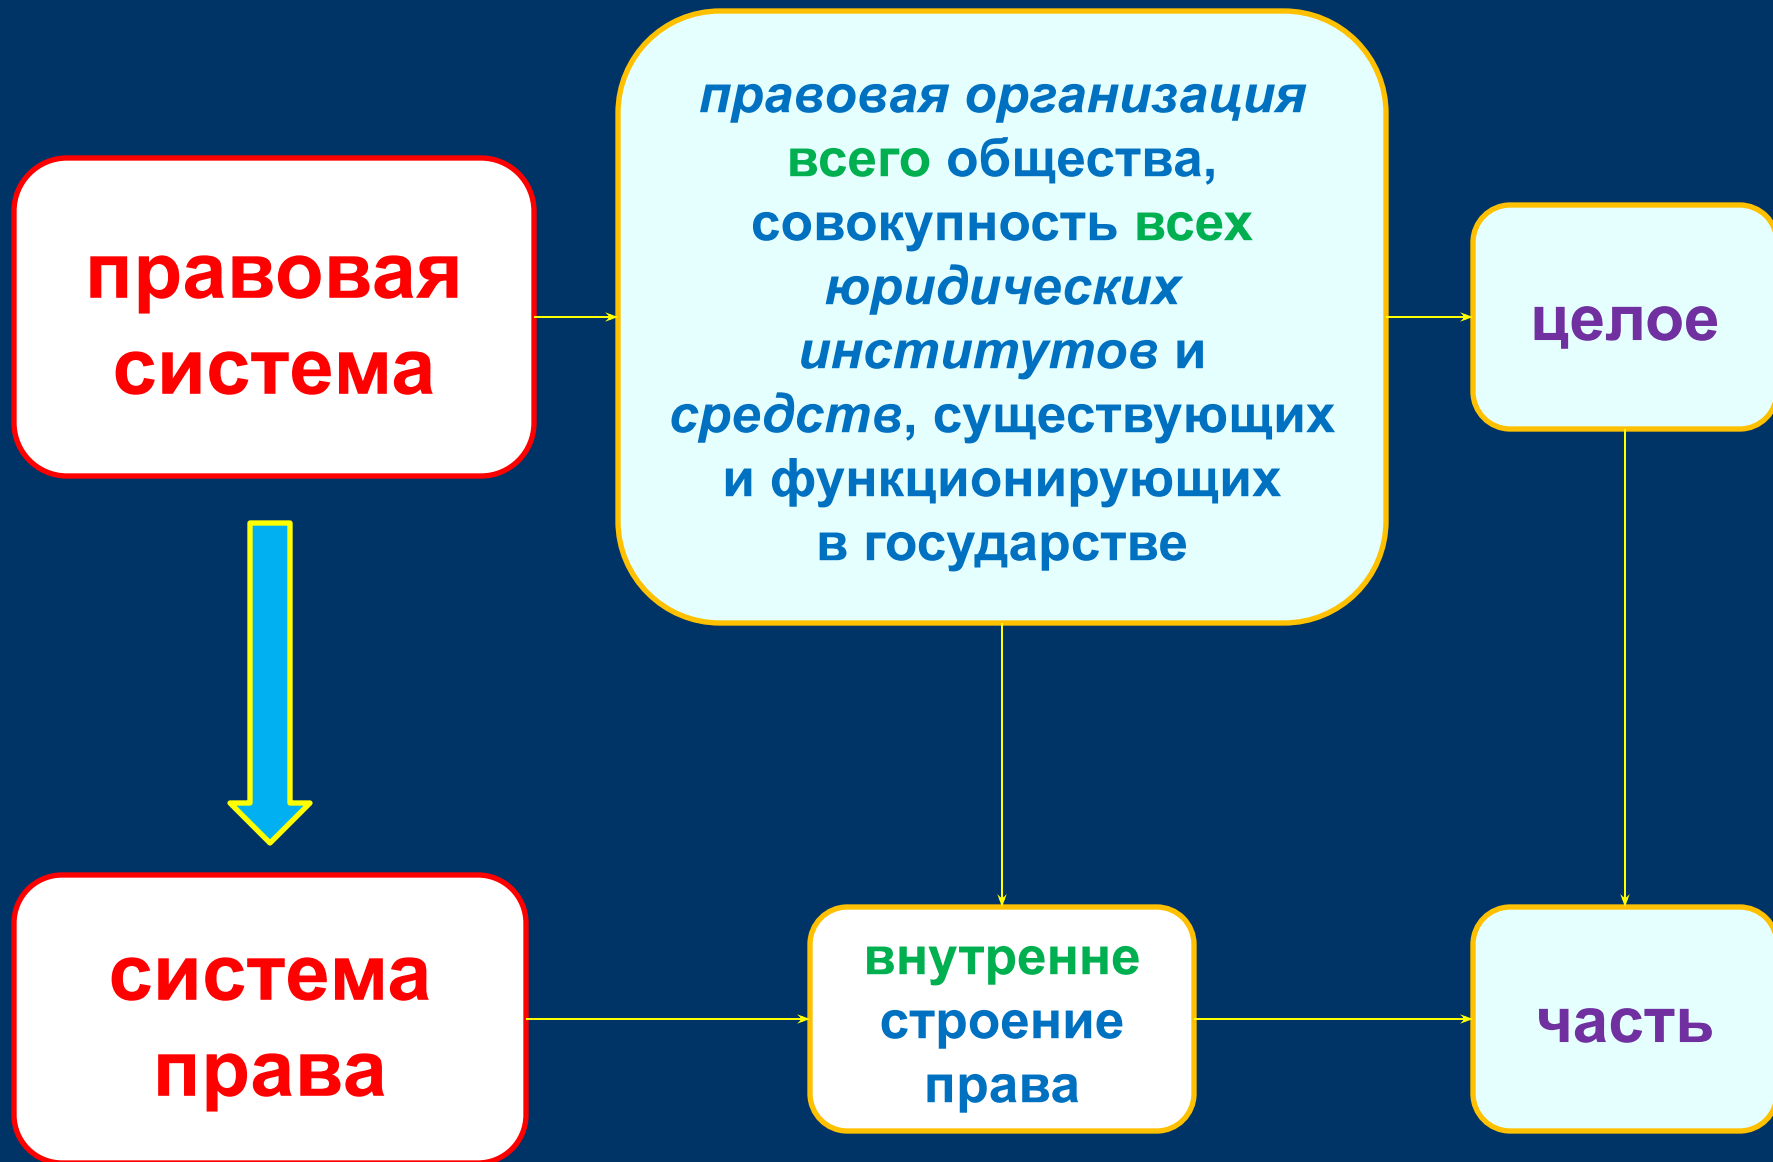 правовая
система
правовая организация
всего общества,
совокупность всех
юридических
институтов и
средств, существующих
и функционирующих
в государстве
целое
система
права
внутренне
строение
права
часть